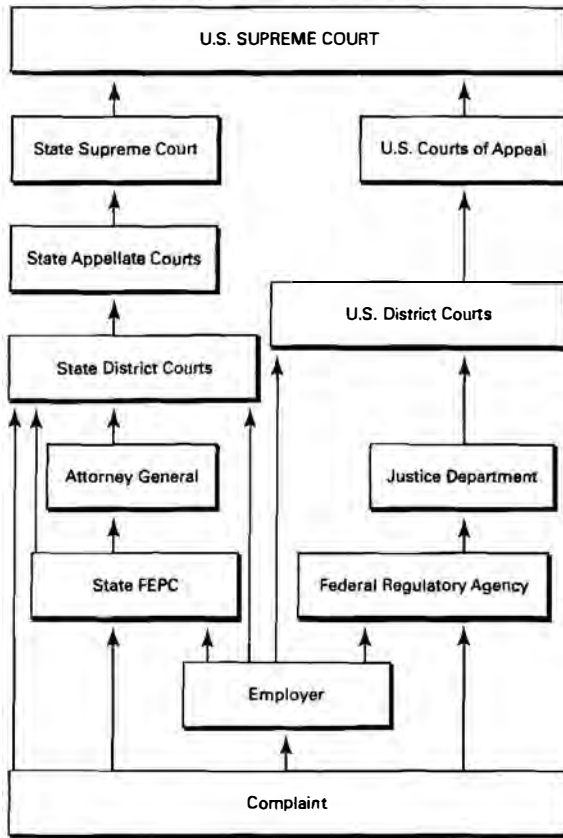 U.S. SUPREME COURT
State Supreme Court
U.S. Courts of Appeal
State Appellate Courts
U.S. District Courts
State District Courts
Attorney General
Justice Department
State FEPC
Federal Regulatory Agency
Employer
Complaint